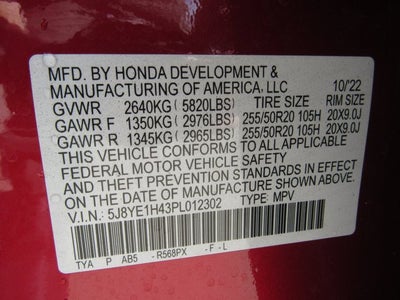 MFD. BY HONDA DEVELOPMENT &
MANUFACTURING OF AMERICA, LLC 10/'22
GVWR 2640KG (5820LBS) TIRE SIZE RIM SIZE
GAWR F 1350KG (2976LBS) 255/50R20 105H 20X9.0J
GAWR R 1345KG (2965LBS) 255/50R20 105H 20X9.0J
THIS VEHICLE CONFORMS TO ALL APPLICABLE
FEDERAL MOTOR VEHICLE SAFETY
AND THEFT PREVENTION STANDARDS IN EFFECT
ON THE DATE OF MANUFACTURE SHOWN ABOVE.
V.I.N.: 5J8YE1H43PL012302 TYPE: MPV
TYA P AB5 - R568PX - F - L